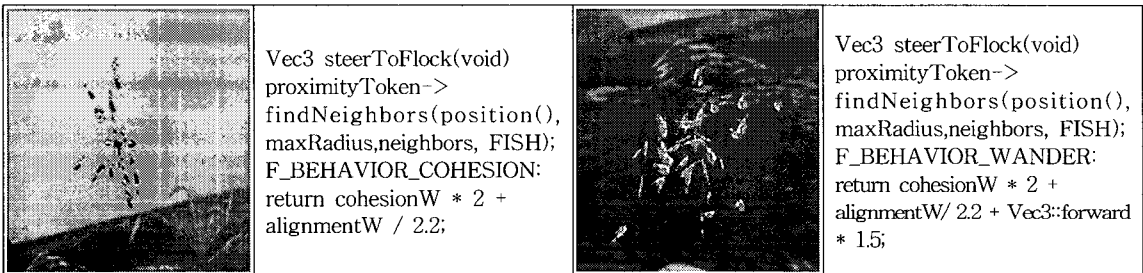 Vec3 steerToFlock(void)
proximityToken->
findNeighbors(position(),
maxRadius,neighbors, FISH);
F_BEHAVIOR_COHESION:
return cohesionW * 2 +
alignmentW / 2.2;
Vec3 steerToFlock(void)
proximityToken->
findNeighbors(position(),
maxRadius,neighbors, FISH);
F_BEHAVIOR_WANDER:
return cohesionW * 2 +
alignmentW/ 2.2 + Vec3::forward
* 1.5;